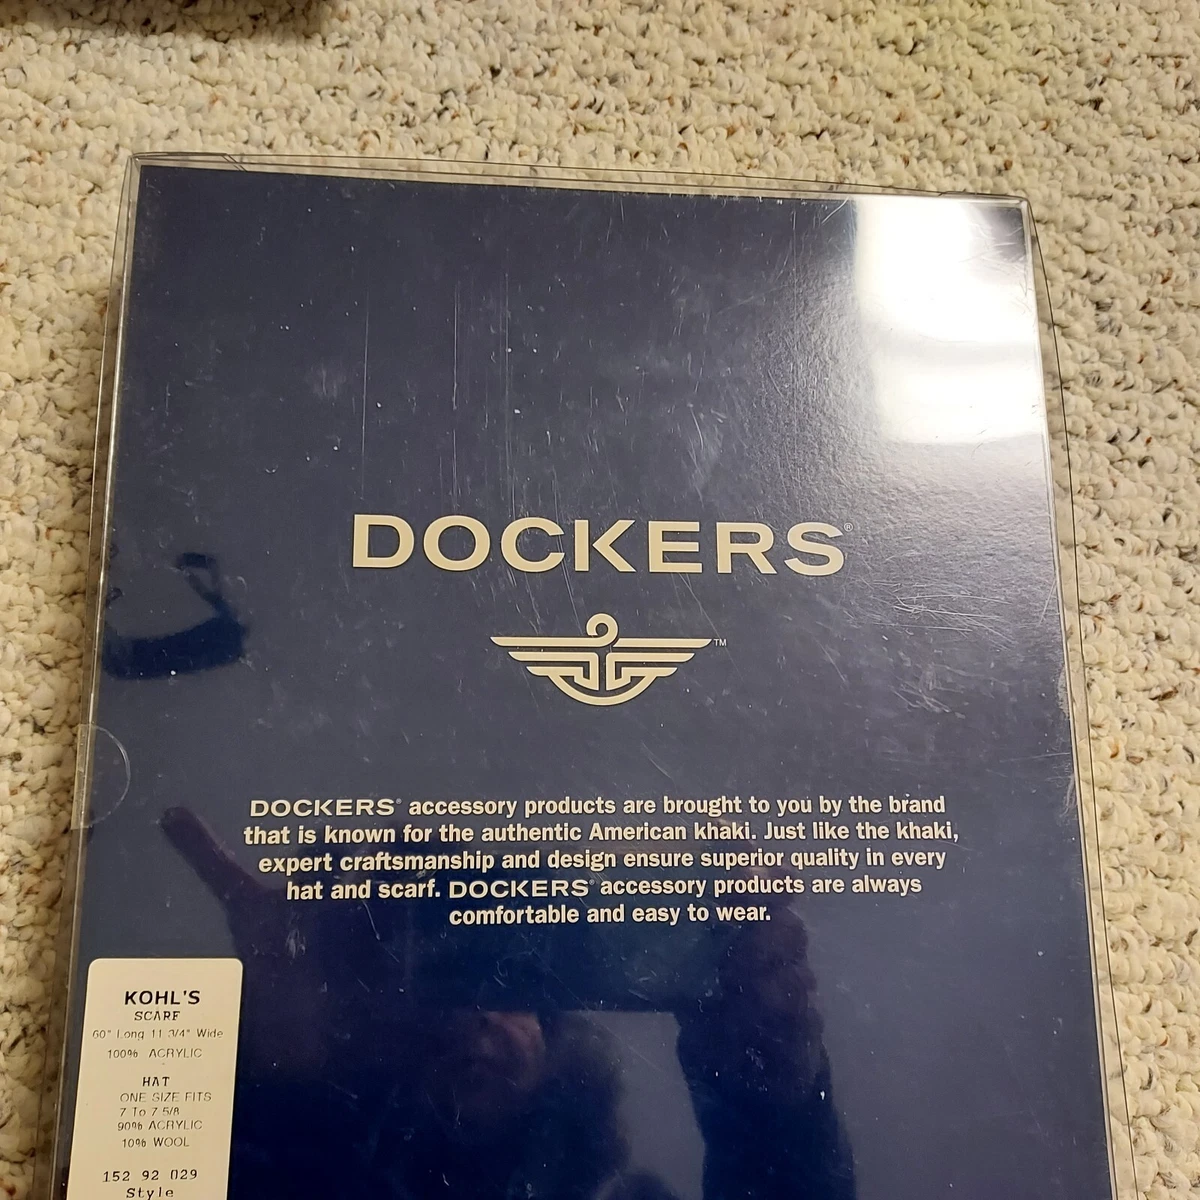 DOCKERS®
™
DOCKERS® accessory products are brought to you by the brand
that is known for the authentic American khaki. Just like the khaki,
expert craftsmanship and design ensure superior quality in every
hat and scarf. DOCKERS® accessory products are always
comfortable and easy to wear.
KOHL'S
SCARF
60" Long 11 3/4" Wide
100% ACRYLIC
HAT
ONE SIZE FITS
7 To 7 5/8
90% ACRYLIC
10% WOOL
152 92 029
Style